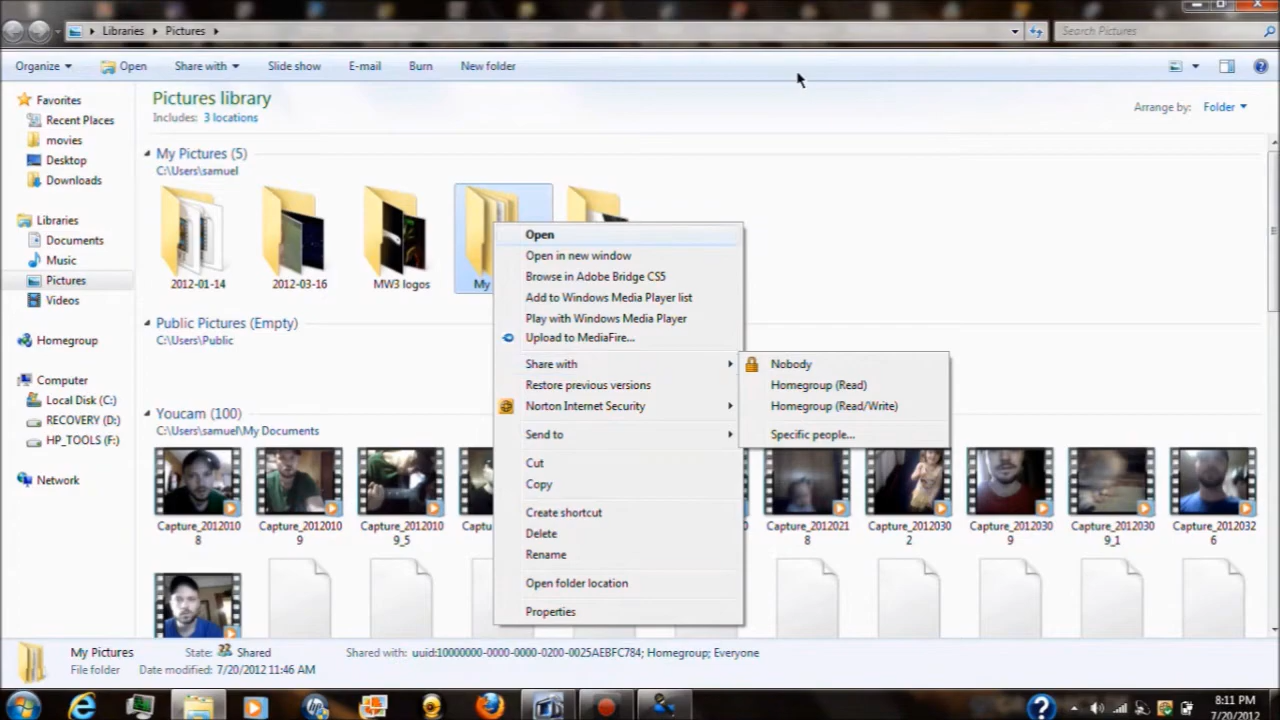 Libraries Pictures
Search Pictures
Organize Open Share with Slide show E-mail Burn New folder
Favorites
Recent Places
movies
Desktop
Downloads
Libraries
Documents
Music
Pictures
Videos
Homegroup
Computer
Local Disk (C:)
RECOVERY (D:)
HP_TOOLS (F:)
Network
Pictures library
Includes: 3 locations
Arrange by: Folder
My Pictures (5)
C:\Users\samuel
2012-01-14
2012-03-16
MW3 logos
My
Public Pictures (Empty)
C:\Users\Public
Youcam (100)
C:\Users\samuel\My Documents
Capture_2012010
8
Capture_2012010
9
Capture_2012010
9_5
Capture_2012021
8
Capture_2012030
2
Capture_2012030
9
Capture_2012030
9_1
Capture_2012032
6
Open
Open in new window
Browse in Adobe Bridge CS5
Add to Windows Media Player list
Play with Windows Media Player
Upload to MediaFire...
Share with
Restore previous versions
Norton Internet Security
Send to
Cut
Copy
Create shortcut
Delete
Rename
Open folder location
Properties
Nobody
Homegroup (Read)
Homegroup (Read/Write)
Specific people...
My Pictures State: Shared Shared with: uuid:10000000-0000-0000-0200-0025AEBFC784; Homegroup; Everyone
File folder Date modified: 7/20/2012 11:46 AM
8:11 PM
7/20/2012